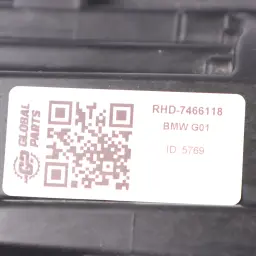 GLOBAL
PARTS
RHD-7466118
BMW G01
ID: 5769